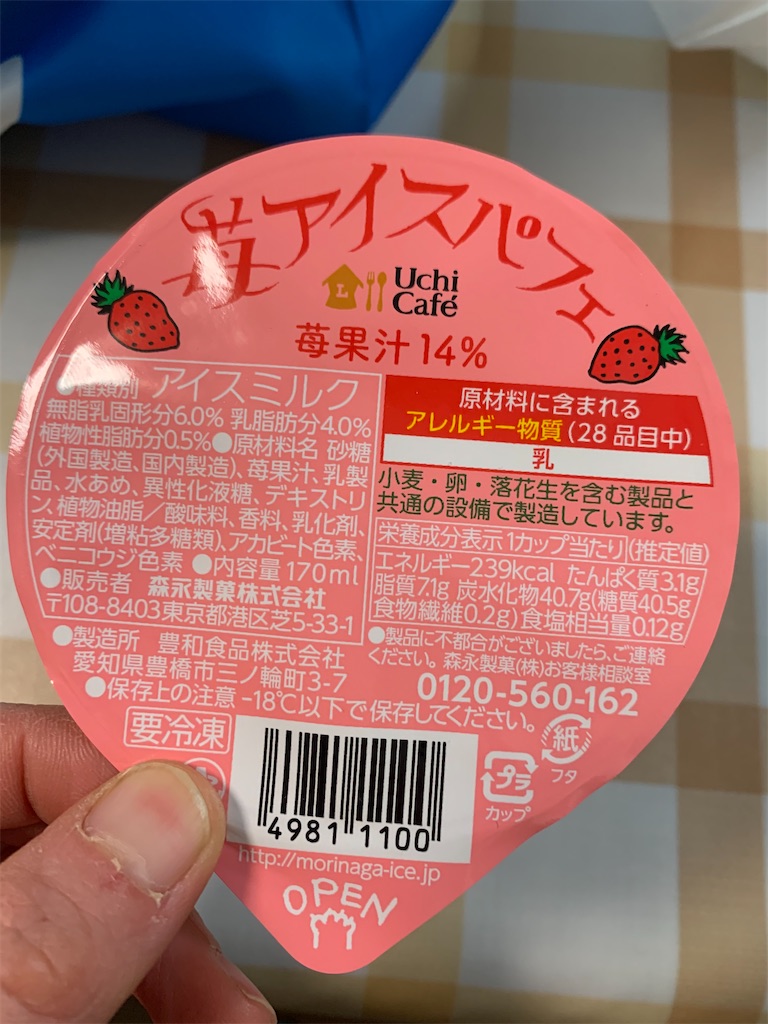 苺アイスパフェ
Uchi
Café
苺果汁14%
●種類別 アイスミルク
無脂乳固形分6.0% 乳脂肪分4.0%
植物性脂肪分0.5%●原材料名 砂糖
(外国製造、国内製造)、苺果汁、乳製
品、水あめ、異性化液糖、デキストリ
ン、植物油脂／酸味料、香料、乳化剤、
安定剤(増粘多糖類)、アカビート色素、
ベニコウジ色素 ●内容量 170ml
●販売者 森永製菓株式会社
〒108-8403東京都港区芝5-33-1
原材料に含まれる
アレルギー物質(28品目中)
乳
小麦・卵・落花生を含む製品と
共通の設備で製造しています。
栄養成分表示 1カップ当たり(推定値)
エネルギー239kcal たんぱく質3.1g
脂質7.1g 炭水化物40.7g(糖質40.5g
食物繊維0.2g)食塩相当量0.12g
●製造所 豊和食品株式会社
愛知県豊橋市三ノ輪町3-7
●製品に不都合がございましたら、ご連絡
ください。森永製菓(株)お客様相談室
0120-560-162
●保存上の注意 -18℃以下で保存してください。
要冷凍
紙
フタ
プラ
カップ
4981 1100
http://morinaga-ice.jp
OPEN